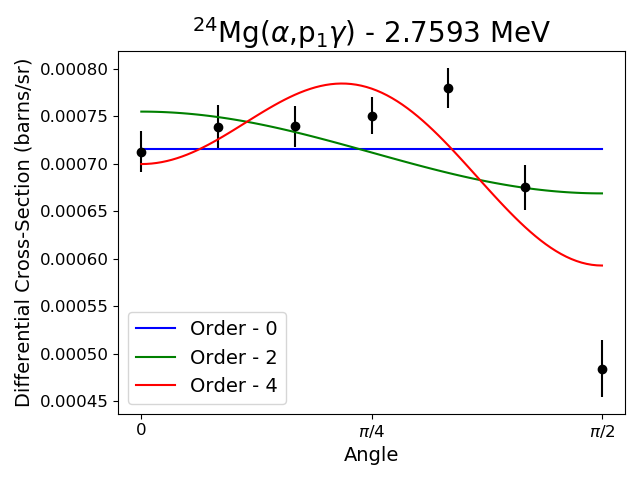 ²⁴Mg(α,p₁γ) - 2.7593 MeV
Differential Cross-Section (barns/sr)
0.00080
0.00075
0.00070
0.00065
0.00060
0.00055
0.00050
0.00045
Order - 0
Order - 2
Order - 4
0
π/4
π/2
Angle